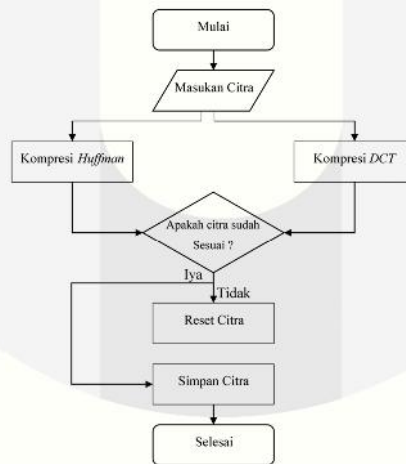 Mulai
Masukan Citra
Kompresi Huffman
Kompresi DCT
Apakah citra sudah
Sesuai ?
Iya
Tidak
Reset Citra
Simpan Citra
Selesai